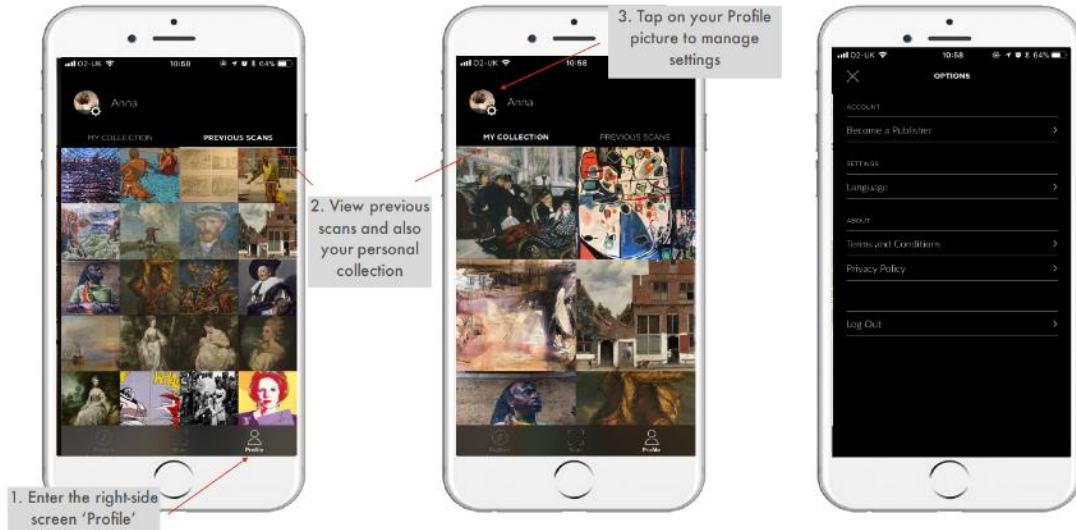 O2-UK
10:58
64%
Anna
MY COLLECTION
PREVIOUS SCANS
Profile
1. Enter the right-side
screen 'Profile'
2. View previous
scans and also
your personal
collection
O2-UK
10:58
Anna
MY COLLECTION
PREVIOUS SCANS
Profile
3. Tap on your Profile
picture to manage
settings
O2-UK
10:58
64%
OPTIONS
ACCOUNT
Become a Publisher
SETTINGS
Language
ABOUT
Terms and Conditions
Privacy Policy
Log Out